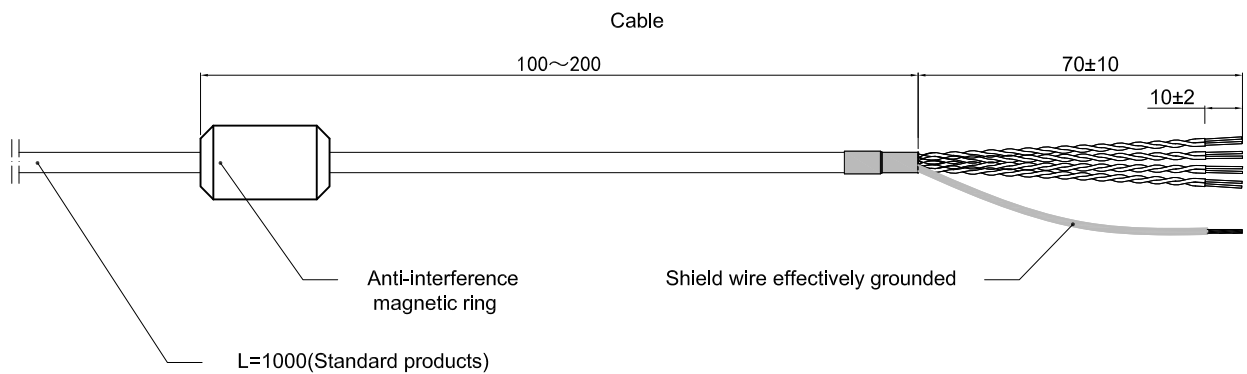 Cable
100～200
70±10
10±2
Anti-interference
magnetic ring
Shield wire effectively grounded
L=1000(Standard products)